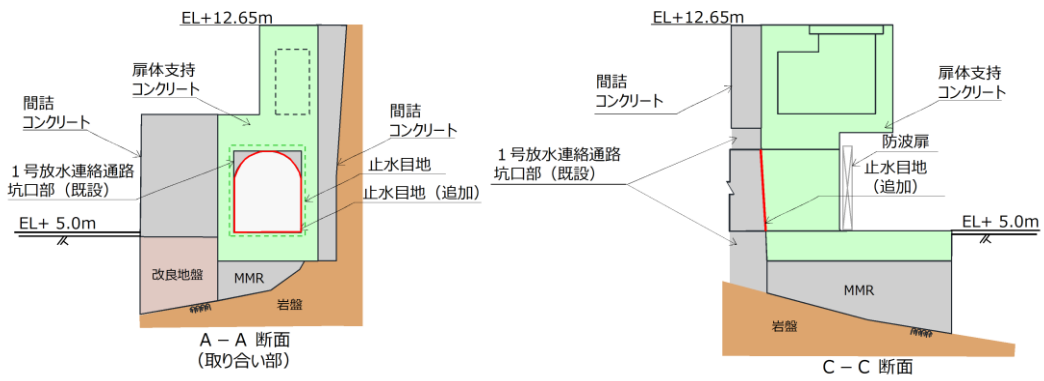 EL+12.65m
扉体支持
コンクリート
間詰
コンクリート
間詰
コンクリート
1号放水連絡通路
坑口部（既設）
止水目地
止水目地（追加）
EL+ 5.0m
改良地盤
MMR
岩盤
A－A 断面
（取り合い部）
EL+12.65m
間詰
コンクリート
扉体支持
コンクリート
防波扉
1号放水連絡通路
坑口部（既設）
止水目地
（追加）
EL+ 5.0m
MMR
岩盤
C－C 断面